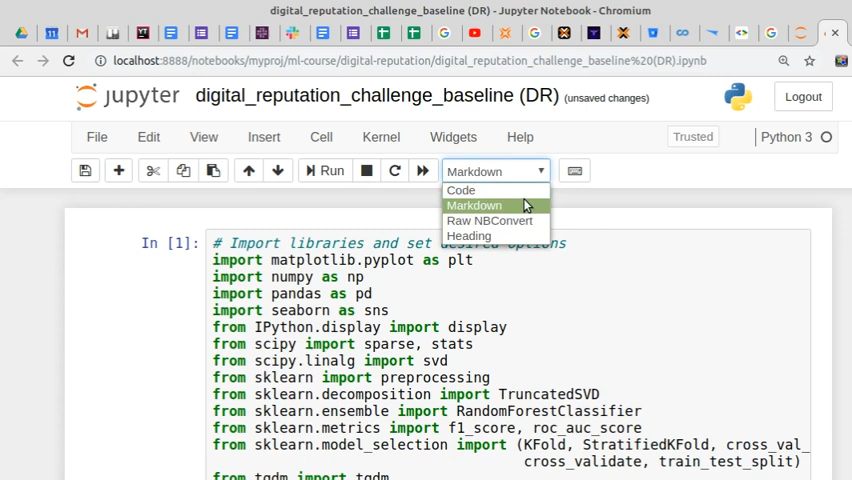 digital_reputation_challenge_baseline (DR) - Jupyter Notebook - Chromium
localhost:8888/notebooks/myproj/ml-course/digital-reputation/digital_reputation_challenge_baseline%20(DR).ipynb
jupyter digital_reputation_challenge_baseline (DR) (unsaved changes) Logout
File Edit View Insert Cell Kernel Widgets Help Trusted Python 3
Run Markdown
Code
Markdown
Raw NBConvert
Heading
In [1]: # Import libraries and set desired options
import matplotlib.pyplot as plt
import numpy as np
import pandas as pd
import seaborn as sns
from IPython.display import display
from scipy import sparse, stats
from scipy.linalg import svd
from sklearn import preprocessing
from sklearn.decomposition import TruncatedSVD
from sklearn.ensemble import RandomForestClassifier
from sklearn.metrics import f1_score, roc_auc_score
from sklearn.model_selection import (KFold, StratifiedKFold, cross_val_
cross_validate, train_test_split)
from tqdm import tqdm